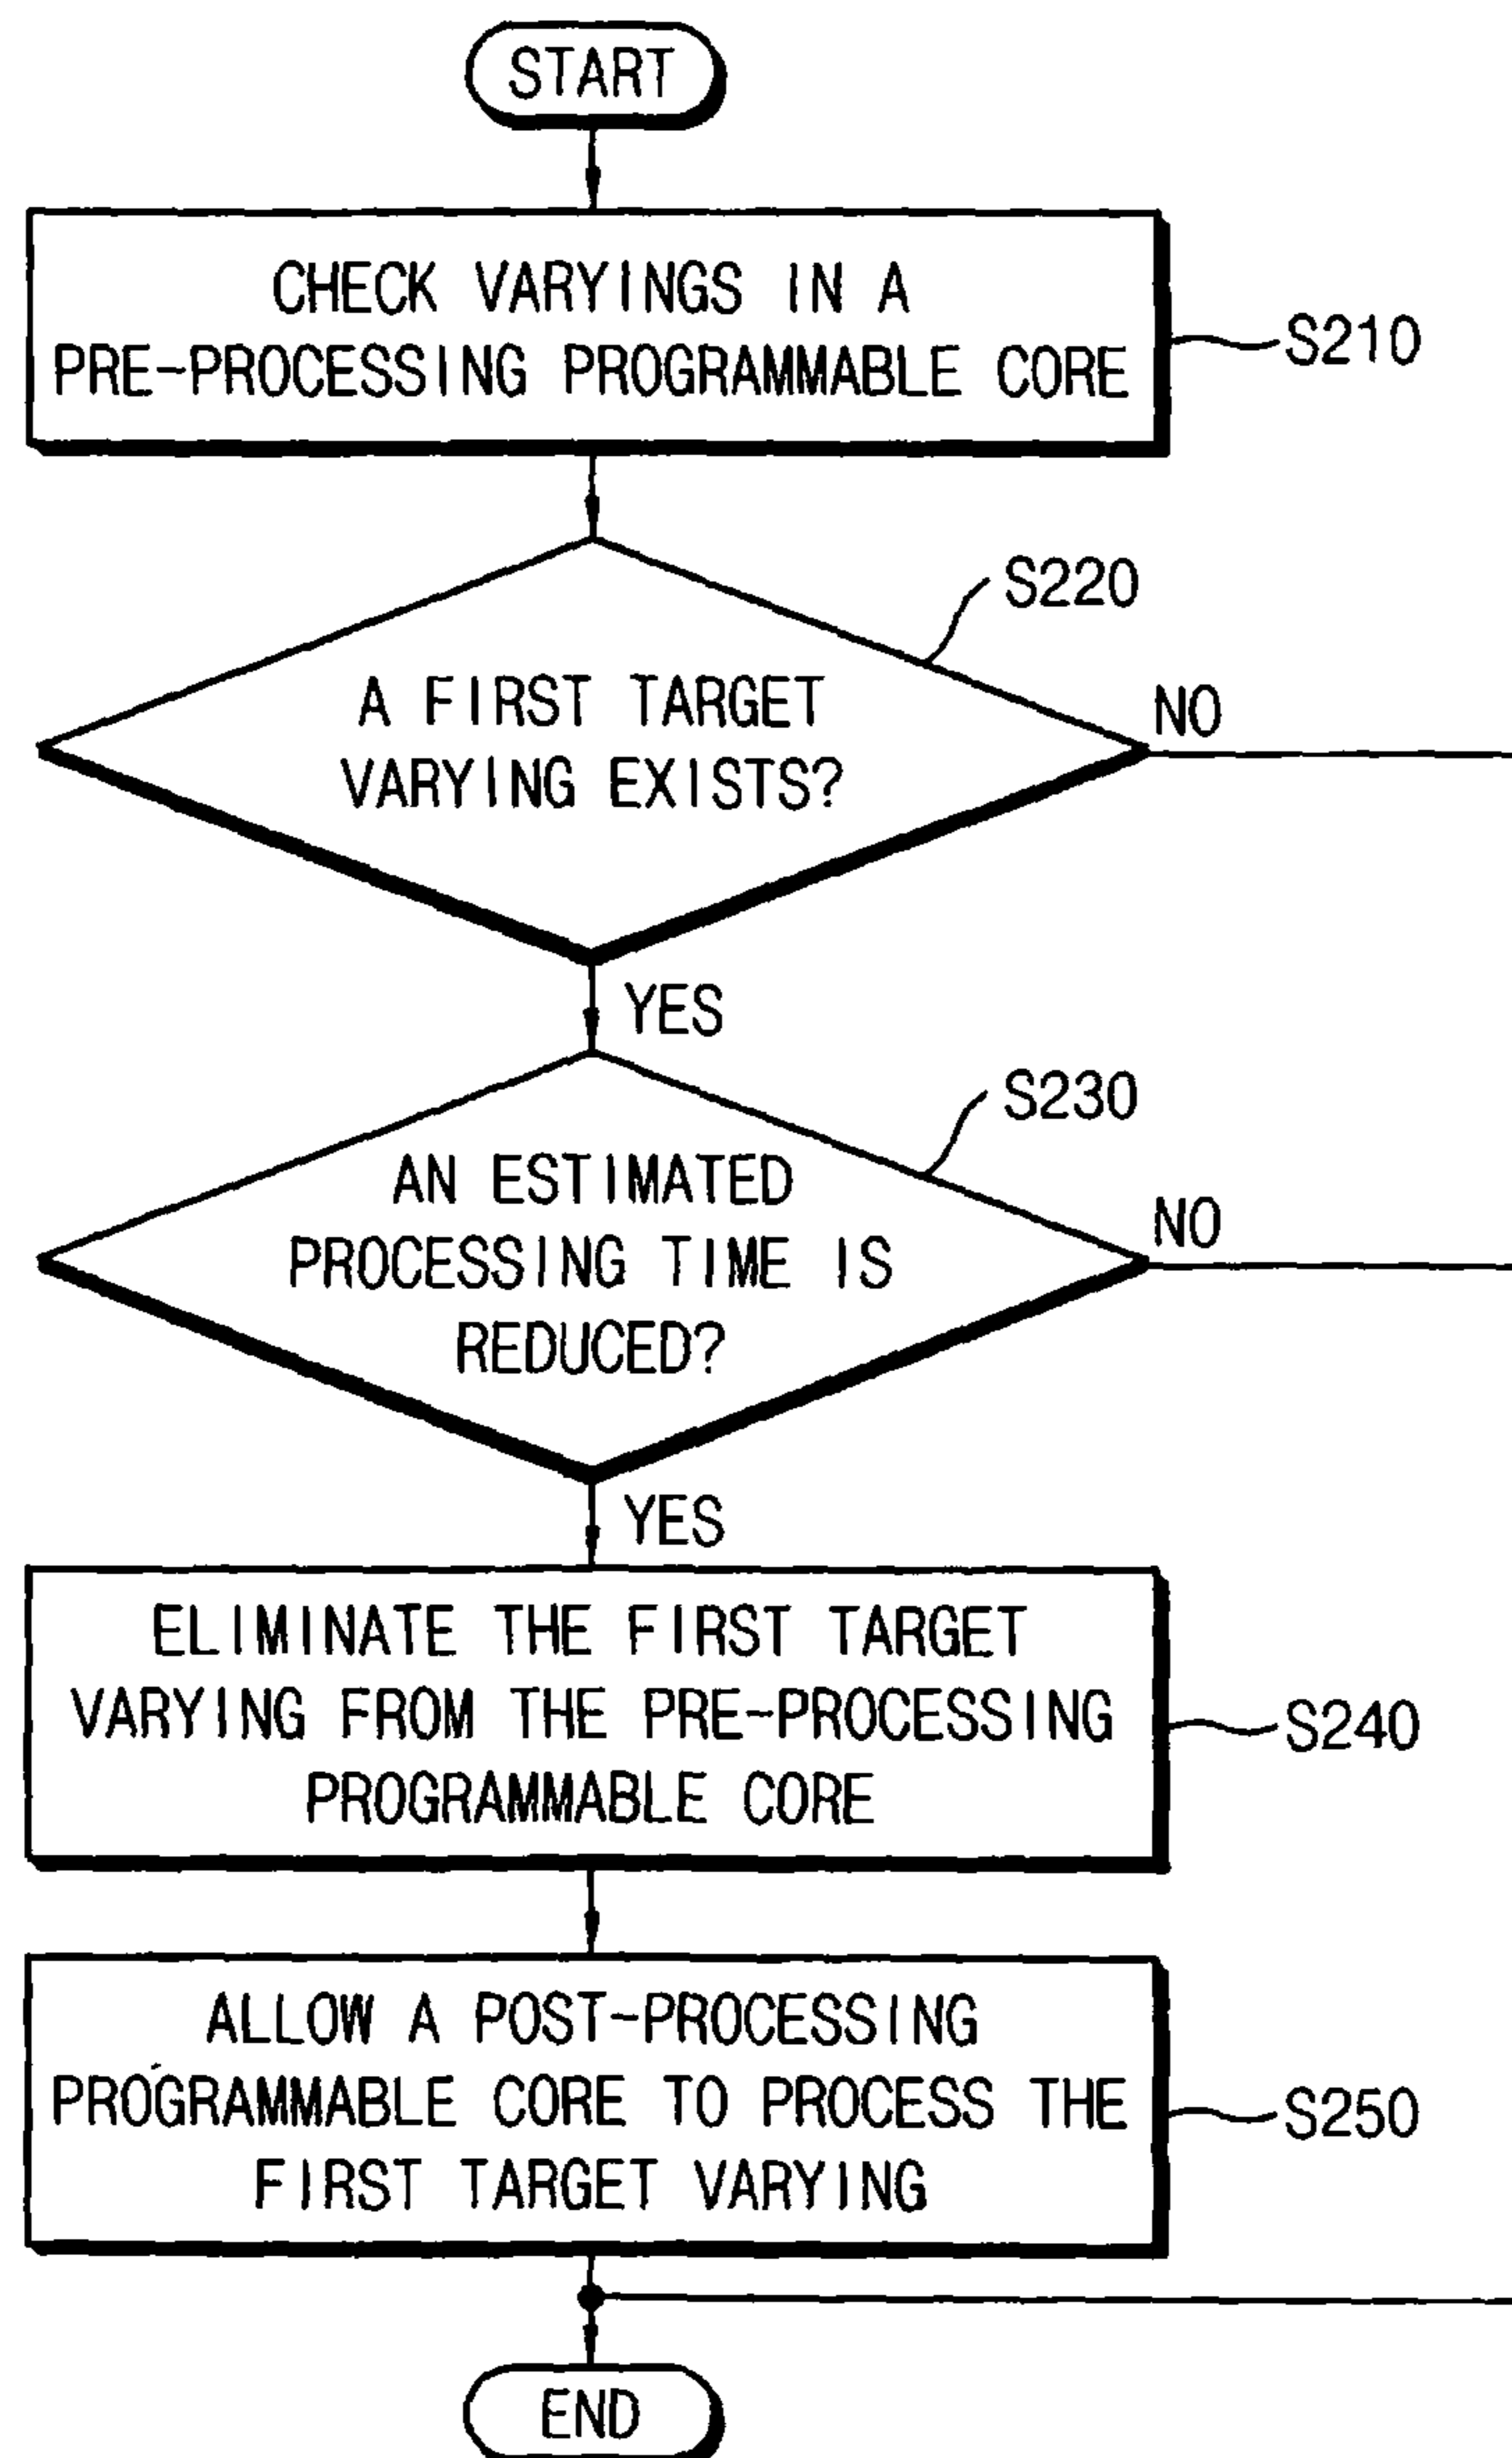 START
CHECK VARYINGS IN A
PRE-PROCESSING PROGRAMMABLE CORE
S210
S220
A FIRST TARGET
VARYING EXISTS?
NO
YES
S230
AN ESTIMATED
PROCESSING TIME IS
REDUCED?
NO
YES
ELIMINATE THE FIRST TARGET
VARYING FROM THE PRE-PROCESSING
PROGRAMMABLE CORE
S240
ALLOW A POST-PROCESSING
PROGRAMMABLE CORE TO PROCESS THE
FIRST TARGET VARYING
S250
END